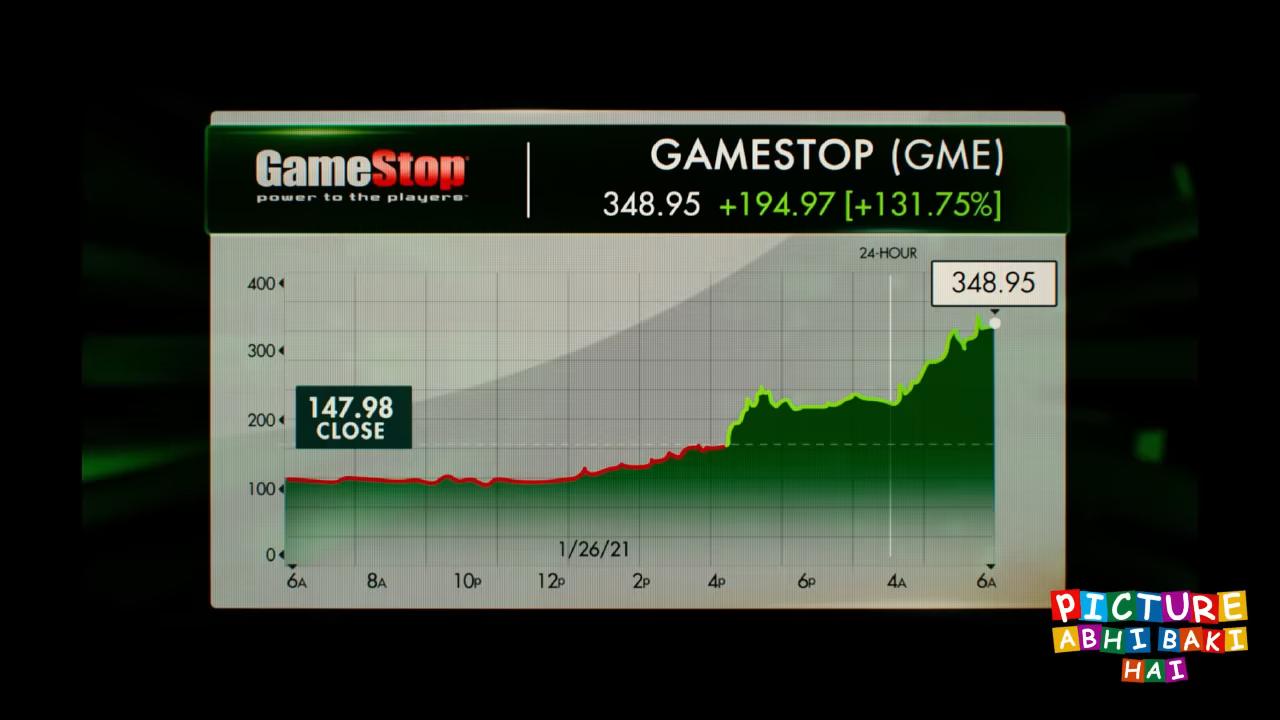 GameStop
power to the players™
GAMESTOP (GME)
348.95 +194.97 [+131.75%]
24-HOUR
348.95
400
300
200
100
0
147.98
CLOSE
1/26/21
6A 8A 10P 12P 2P 4P 6P 4A 6A
PICTURE
ABHI BAKI
HAI